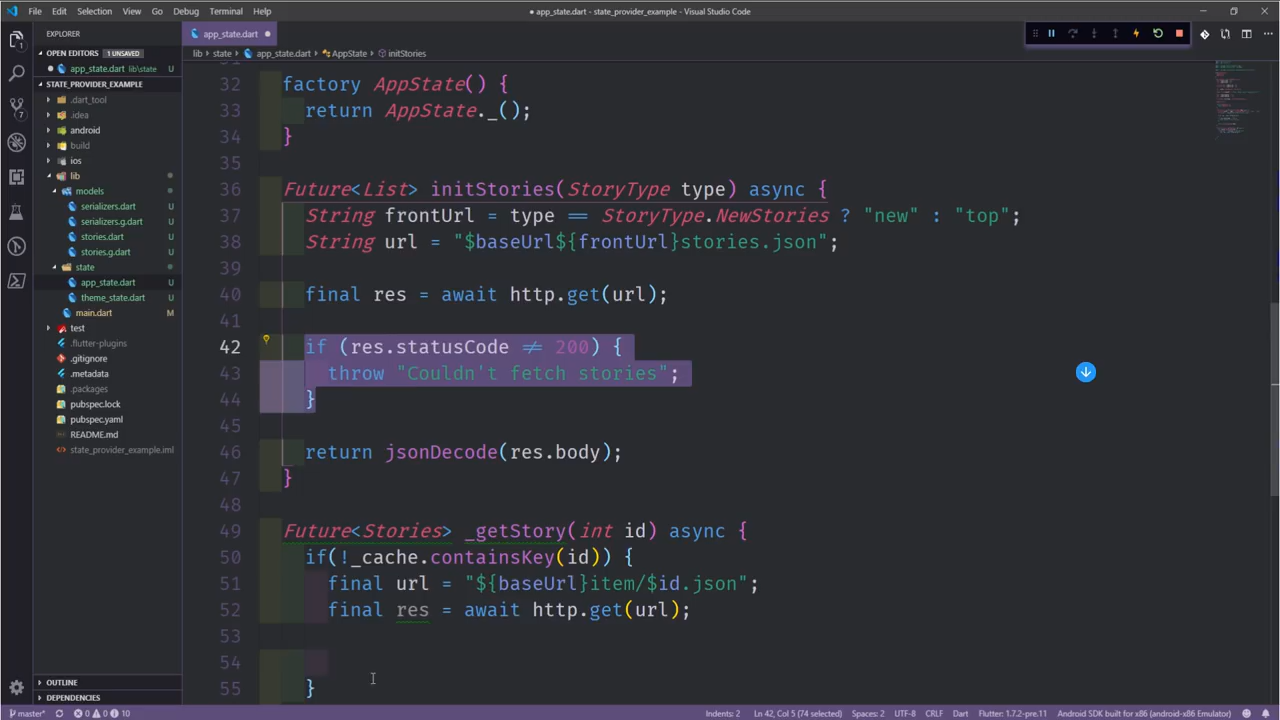 File Edit Selection View Go Debug Terminal Help
● app_state.dart - state_provider_example - Visual Studio Code
EXPLORER
OPEN EDITORS 1 UNSAVED
● app_state.dart lib\state U
STATE_PROVIDER_EXAMPLE
.dart_tool
.idea
android
build
ios
lib
models
serializers.dart U
serializers.g.dart U
stories.dart U
stories.g.dart U
state
app_state.dart U
theme_state.dart U
main.dart M
test
.flutter-plugins
.gitignore
.metadata
.packages
pubspec.lock
pubspec.yaml
README.md
state_provider_example.iml
OUTLINE
DEPENDENCIES
app_state.dart ●
lib › state › app_state.dart › AppState › initStories
31
32 factory AppState() {
33 return AppState._();
34 }
35
36 Future<List> initStories(StoryType type) async {
37 String frontUrl = type == StoryType.NewStories ? "new" : "top";
38 String url = "$baseUrl${frontUrl}stories.json";
39
40 final res = await http.get(url);
41
42 if (res.statusCode != 200) {
43 throw "Couldn't fetch stories";
44 }
45
46 return jsonDecode(res.body);
47 }
48
49 Future<Stories> _getStory(int id) async {
50 if(!_cache.containsKey(id)) {
51 final url = "${baseUrl}item/$id.json";
52 final res = await http.get(url);
53
54
55 }
master* 0 0 10 Indents: 2 Ln 42, Col 5 (74 selected) Spaces: 2 UTF-8 CRLF Dart Flutter: 1.7.2-pre.11 Android SDK built for x86 (android-x86 Emulator)